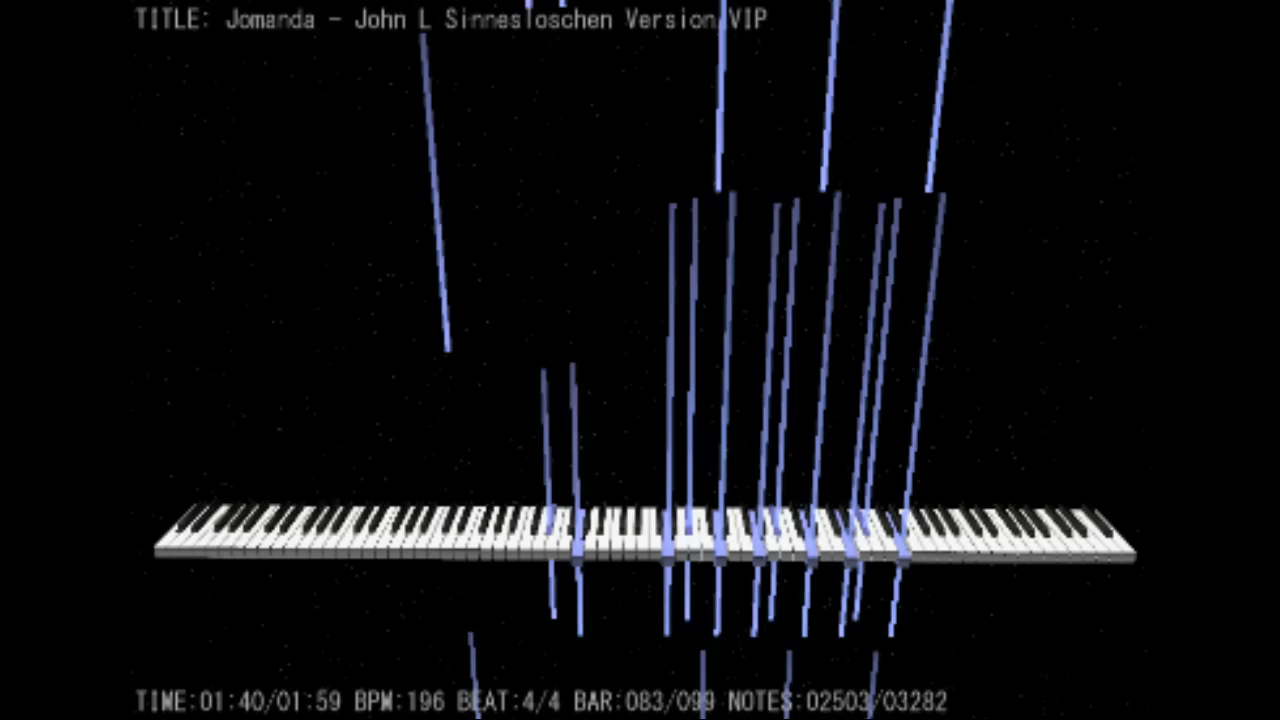 TITLE: Jomanda - John L Sinnesloschen Version VIP
TIME:01:40/01:59 BPM:196 BEAT:4/4 BAR:083/099 NOTES:02503/03282